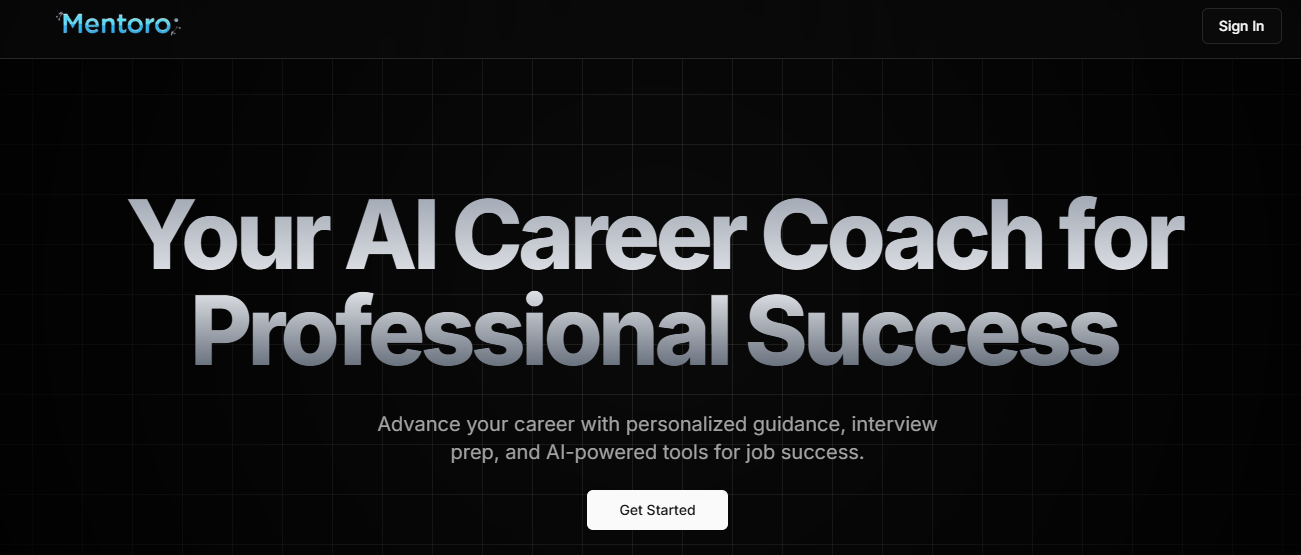 Mentoro
Sign In
Your AI Career Coach for
Professional Success
Advance your career with personalized guidance, interview
prep, and AI-powered tools for job success.
Get Started